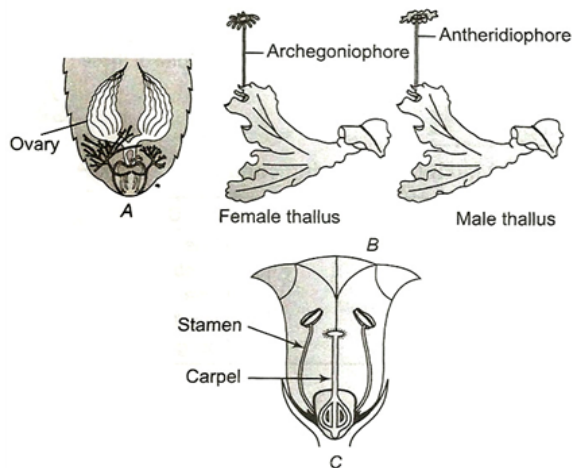 Archegoniophore
Antheridiophore
Ovary
A
Female thallus
Male thallus
B
Stamen
Carpel
C